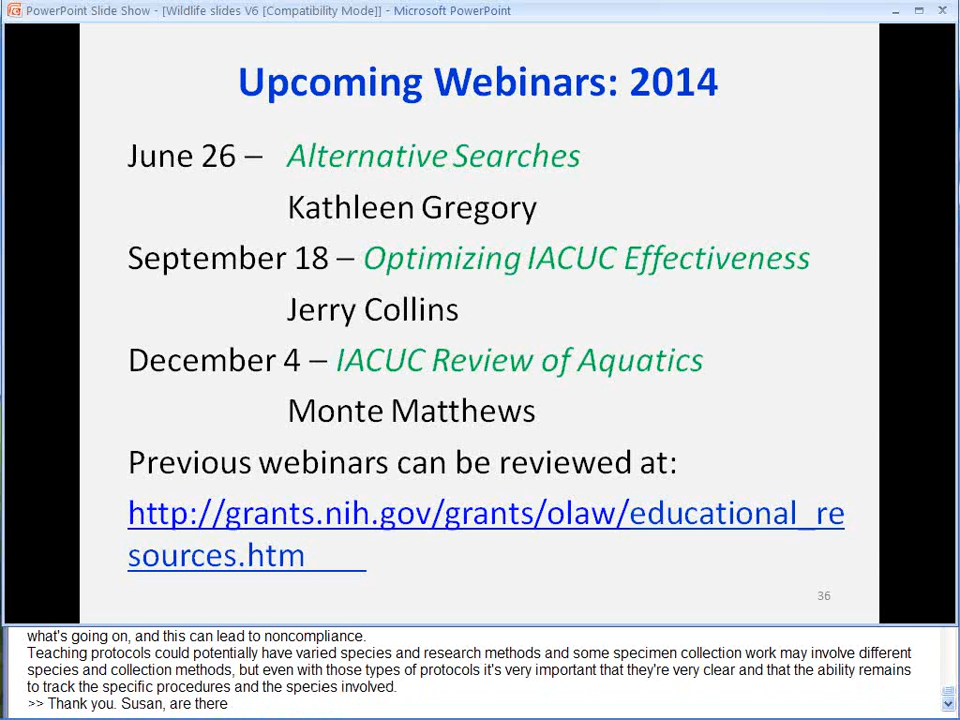 PowerPoint Slide Show - [Wildlife slides V6 [Compatibility Mode]] - Microsoft PowerPoint
Upcoming Webinars: 2014
June 26 – Alternative Searches
Kathleen Gregory
September 18 – Optimizing IACUC Effectiveness
Jerry Collins
December 4 – IACUC Review of Aquatics
Monte Matthews
Previous webinars can be reviewed at:
http://grants.nih.gov/grants/olaw/educational_re
sources.htm
36
what's going on, and this can lead to noncompliance.
Teaching protocols could potentially have varied species and research methods and some specimen collection work may involve different
species and collection methods, but even with those types of protocols it's very important that they're very clear and that the ability remains
to track the specific procedures and the species involved.
>> Thank you. Susan, are there